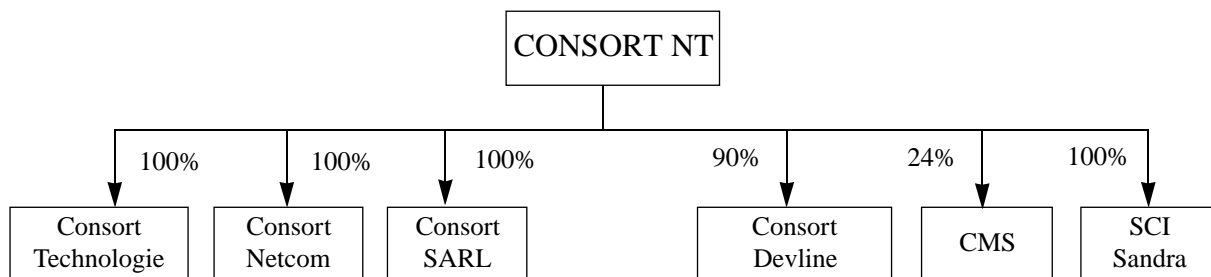 CONSORT NT
100%
100%
100%
90%
24%
100%
Consort
Technologie
Consort
Netcom
Consort
SARL
Consort
Devline
CMS
SCI
Sandra